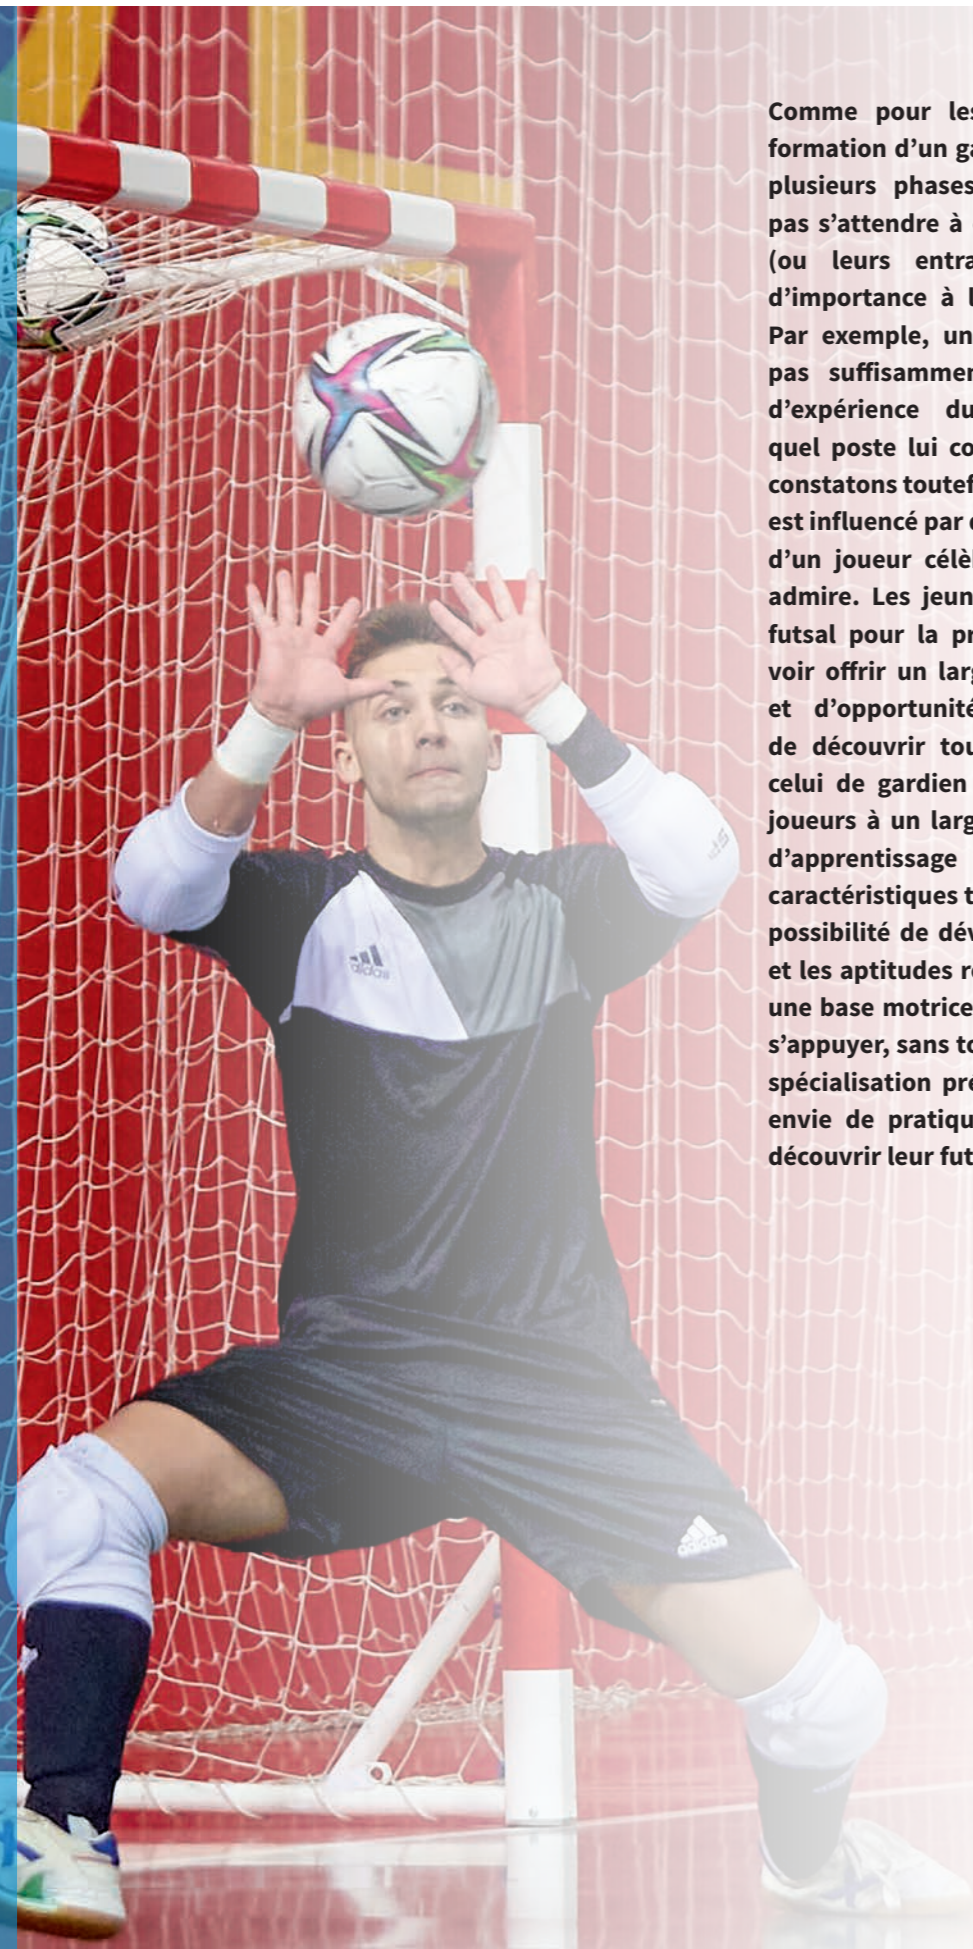 adidas
adidas
Comme pour les
formation d’un ga
plusieurs phases
pas s’attendre à
(ou leurs entra
d’importance à l
Par exemple, un
pas suffisammen
d’expérience du
quel poste lui co
constatons toutef
est influencé par
d’un joueur célè
admire. Les jeun
futsal pour la pr
voir offrir un larg
et d’opportunité
de découvrir tou
celui de gardien
joueurs à un larg
d’apprentissage
caractéristiques t
possibilité de dév
et les aptitudes r
une base motrice
s’appuyer, sans to
spécialisation pré
envie de pratiqu
découvrir leur fut